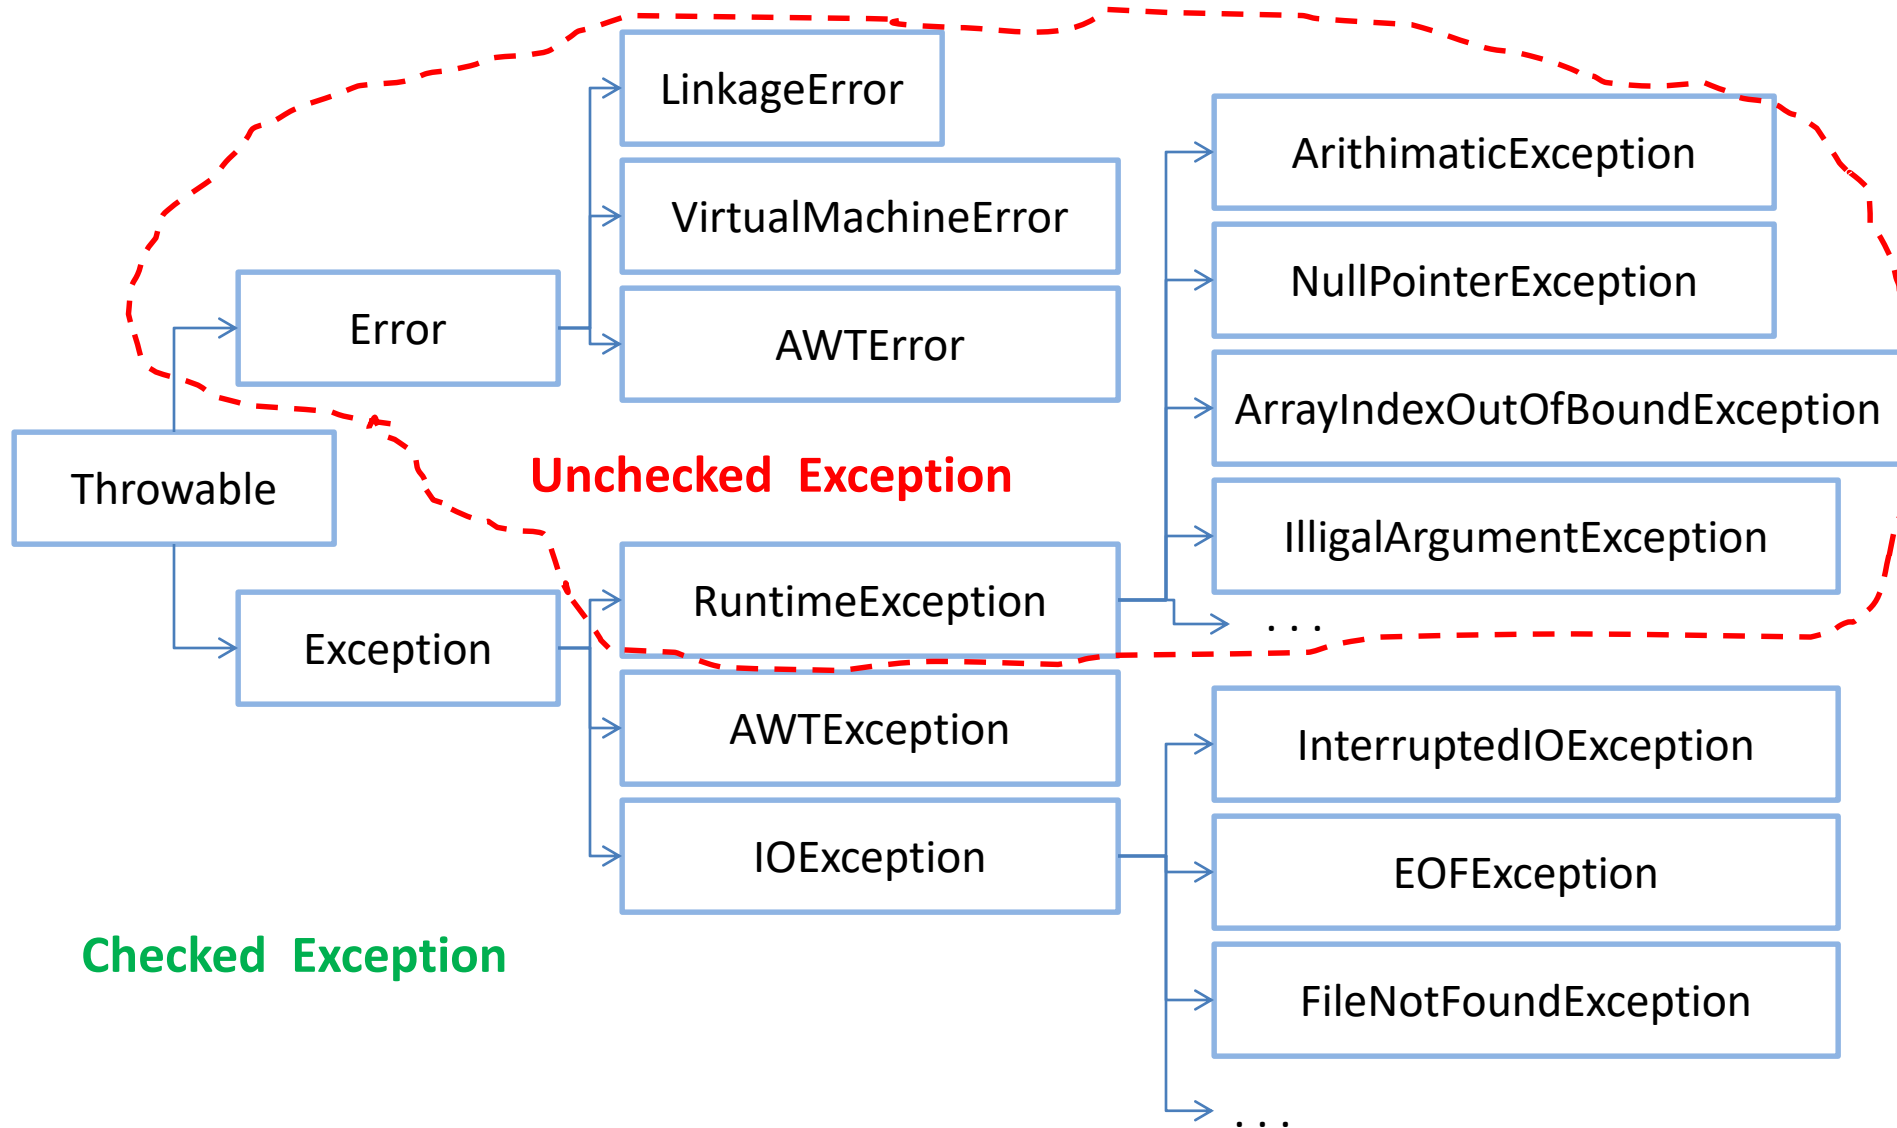 LinkageError
ArithimaticException
VirtualMachineError
NullPointerException
Error
AWTError
ArrayIndexOutOfBoundException
Throwable
Unchecked Exception
IlligalArgumentException
RuntimeException
. . .
Exception
AWTException
InterruptedIOException
IOException
EOFException
Checked Exception
FileNotFoundException
. . .